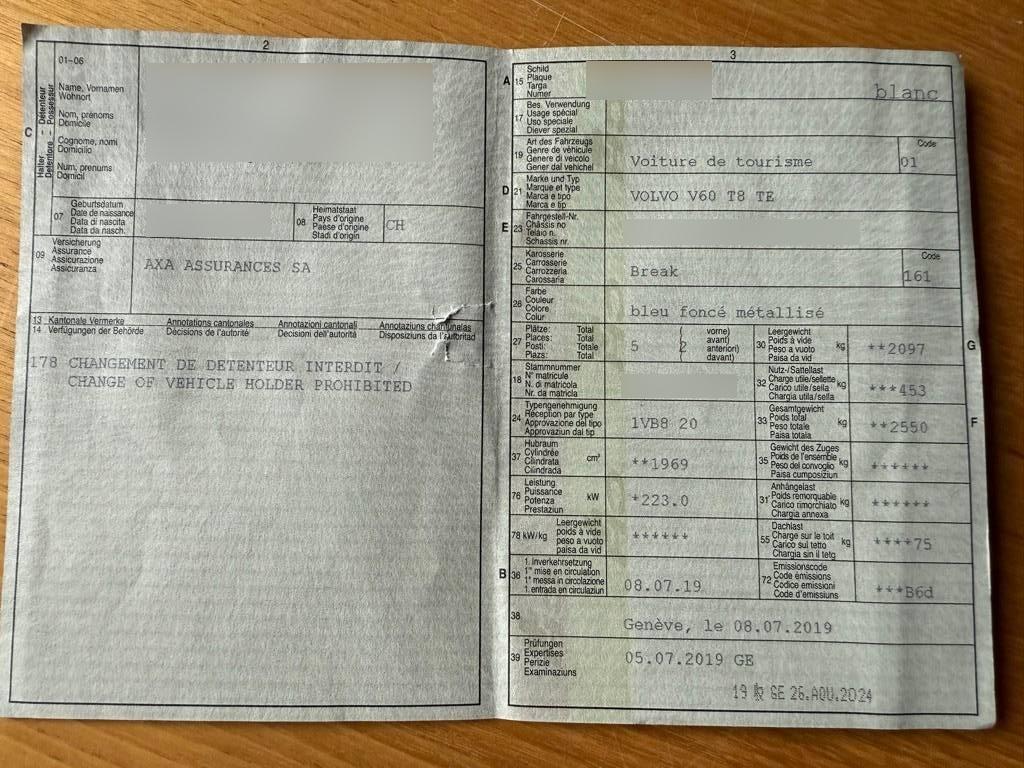 2
01-06
C
Halter - Détenteur
Detentore - Possessur
Name, Vornamen
Wohnort
Nom, prénoms
Domicile
Cognome, nomi
Domicilio
Num, prenums
Domicil
07
Geburtsdatum
Date de naissance
Data di nascita
Data da nasch.
08
Heimatstaat
Pays d'origine
Paese d'origine
Stadi d'origin
CH
09
Versicherung
Assurance
Assicurazione
Assicuranza
AXA ASSURANCES SA
13 Kantonale Vermerke Annotations cantonales Annotazioni cantonali Annotaziuns chantunalas
14 Verfügungen der Behörde Décisions de l'autorité Decisioni dell'autorità Disposiziuns da l'autoritad
178 CHANGEMENT DE DETENTEUR INTERDIT /
CHANGE OF VEHICLE HOLDER PROHIBITED
3
A 15
Schild
Plaque
Targa
Numer
blanc
17
Bes. Verwendung
Usage spécial
Uso speciale
Diever spezial
19
Art des Fahrzeugs
Genre de véhicule
Genere di veicolo
Gener dal vehichel
Voiture de tourisme
Code
01
D 21
Marke und Typ
Marque et type
Marca e tipo
Marca e tip
VOLVO V60 T8 TE
E 23
Fahrgestell-Nr.
Châssis no
Telaio n.
Schassis nr.
25
Karosserie
Carrosserie
Carrozzeria
Carossaria
Break
Code
161
26
Farbe
Couleur
Colore
Colur
bleu foncé métallisé
27
Plätze: Total
Places: Total
Posti: Totale
Plazs: Total
5 2
vorne)
avant)
anteriori)
davant)
30
Leergewicht
Poids à vide
Peso a vuoto
Paisa da vid
kg
**2097
G
18
Stammnummer
N° matricule
N. di matricola
Nr. da matricla
32
Nutz-/Sattellast
Charge utile/sellette
Carico utile/sella
Chargia utila/sella
kg
***453
24
Typengenehmigung
Réception par type
Approvazione del tipo
Approvaziun dal tip
1VB8 20
33
Gesamtgewicht
Poids total
Peso totale
Paisa totala
kg
**2550
F
37
Hubraum
Cylindrée
Cilindrata
Cilindrada
cm³
**1969
35
Gewicht des Zuges
Poids de l'ensemble
Peso del convoglio
Paisa cumposiziun
kg
******
76
Leistung
Puissance
Potenza
Prestaziun
kW
*223.0
31
Anhängelast
Poids remorquable
Carico rimorchiato
Chargia annexa
kg
******
78 kW/kg
Leergewicht
poids à vide
peso a vuoto
paisa da vid
******
55
Dachlast
Charge sur le toit
Carico sul tetto
Chargia sin il tetg
kg
****75
B 36
1. Inverkehrsetzung
1re mise en circulation
1a messa in circolazione
1. entrada en circulaziun
08.07.19
72
Emissionscode
Code émissions
Codice emissioni
Code d'emissiuns
***B6d
38
Genève, le 08.07.2019
39
Prüfungen
Expertises
Perizie
Examinaziuns
05.07.2019 GE
GE 26.AOU.2024